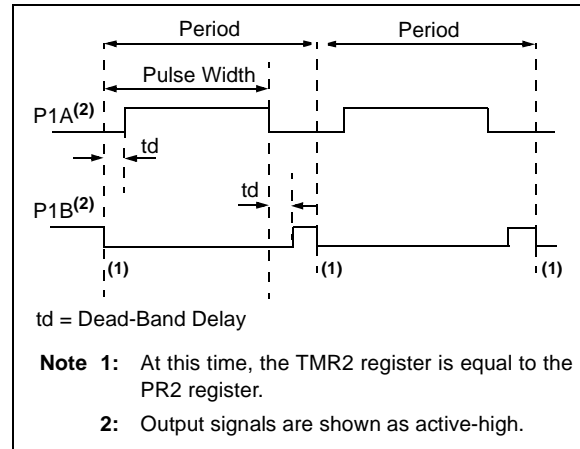 Period Period
Pulse Width
P1A(2)
td
td
P1B(2)
(1) (1) (1)
td = Dead-Band Delay
Note 1: At this time, the TMR2 register is equal to the
PR2 register.
2: Output signals are shown as active-high.